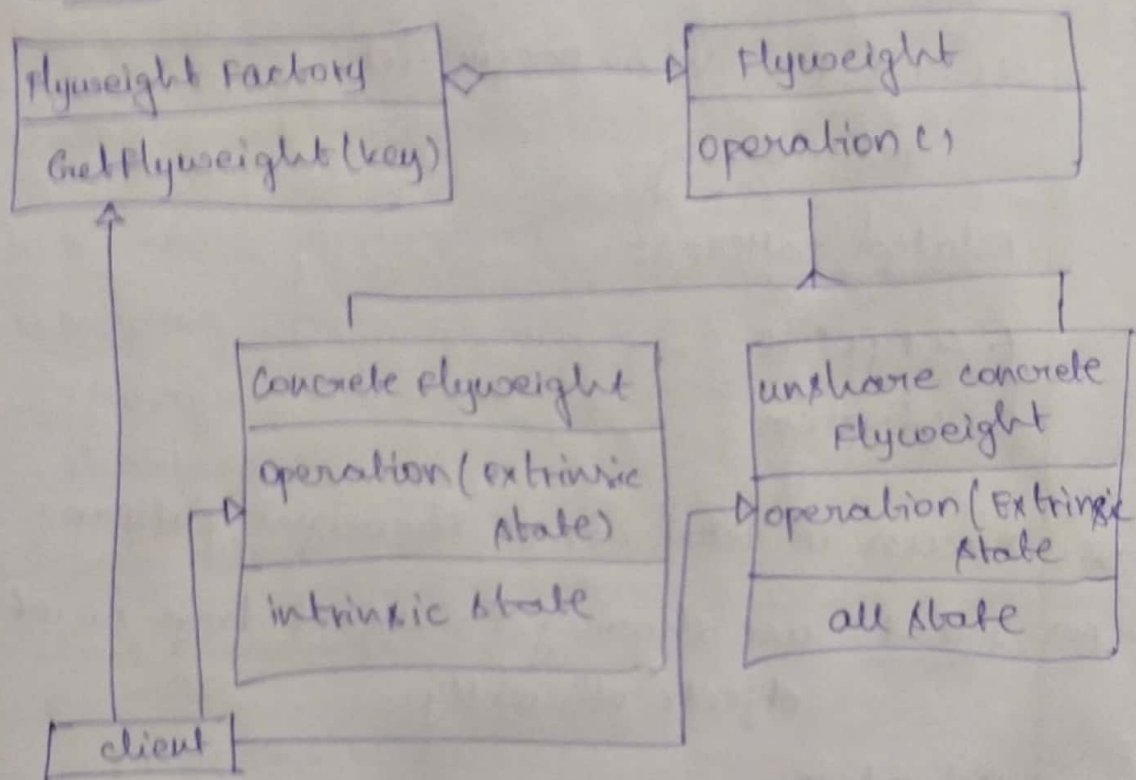 Flyweight Factory
GetFlyweight(key)
Flyweight
operation()
Concrete Flyweight
operation(extrinsic
state)
intrinsic state
unshare concrete
Flyweight
operation(Extrinsic
state
all state
client